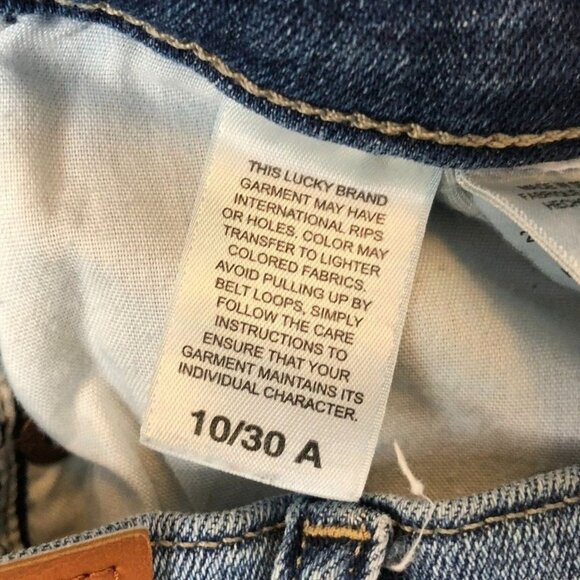 THIS LUCKY BRAND
GARMENT MAY HAVE
INTERNATIONAL RIPS
OR HOLES. COLOR MAY
TRANSFER TO LIGHTER
COLORED FABRICS.
AVOID PULLING UP BY
BELT LOOPS, SIMPLY
FOLLOW THE CARE
INSTRUCTIONS TO
ENSURE THAT YOUR
GARMENT MAINTAINS ITS
INDIVIDUAL CHARACTER.
10/30 A